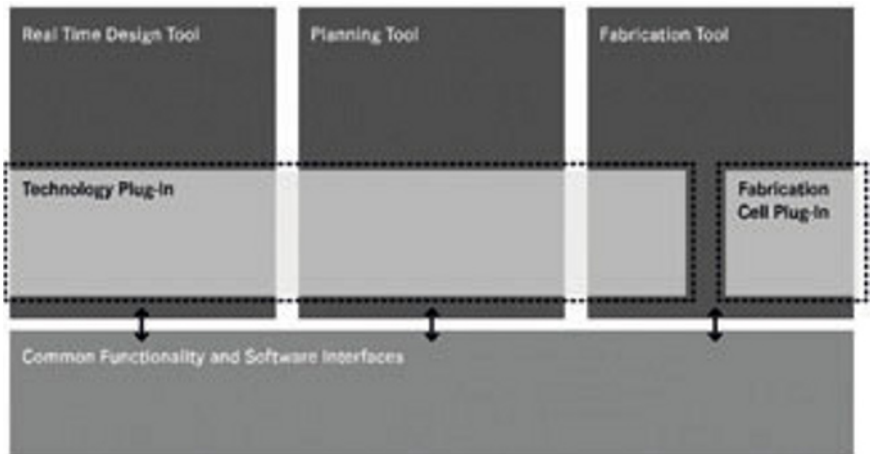 Real Time Design Tool
Planning Tool
Fabrication Tool
Technology Plug-In
Fabrication
Cell Plug-In
Common Functionality and Software Interfaces